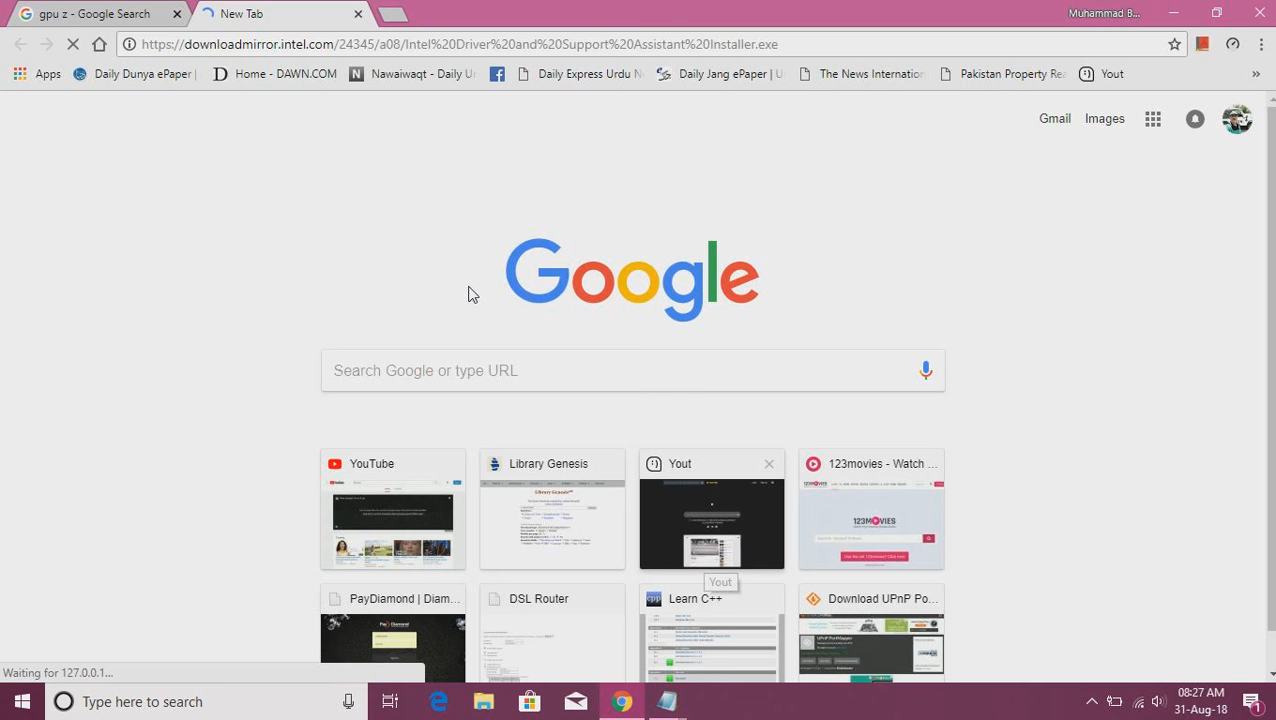 gpu z - Google Search
New Tab
Muhammad B...
https://downloadmirror.intel.com/24345/a08/Intel%20Driver%20and%20Support%20Assistant%20Installer.exe
Apps
Daily Dunya ePaper
Home - DAWN.COM
Nawaiwaqt - Daily U
Daily Express Urdu N
Daily Jang ePaper | U
The News Internatio
Pakistan Property Rea
Yout
Gmail
Images
Google
Search Google or type URL
YouTube
Library Genesis
Yout
123movies - Watch ...
123MOVIES
Yout
PayDiamond | Diam...
DSL Router
Learn C++
Download UPnP Po...
Waiting for 127.0.0.1...
Type here to search
08:27 AM
31-Aug-18
1